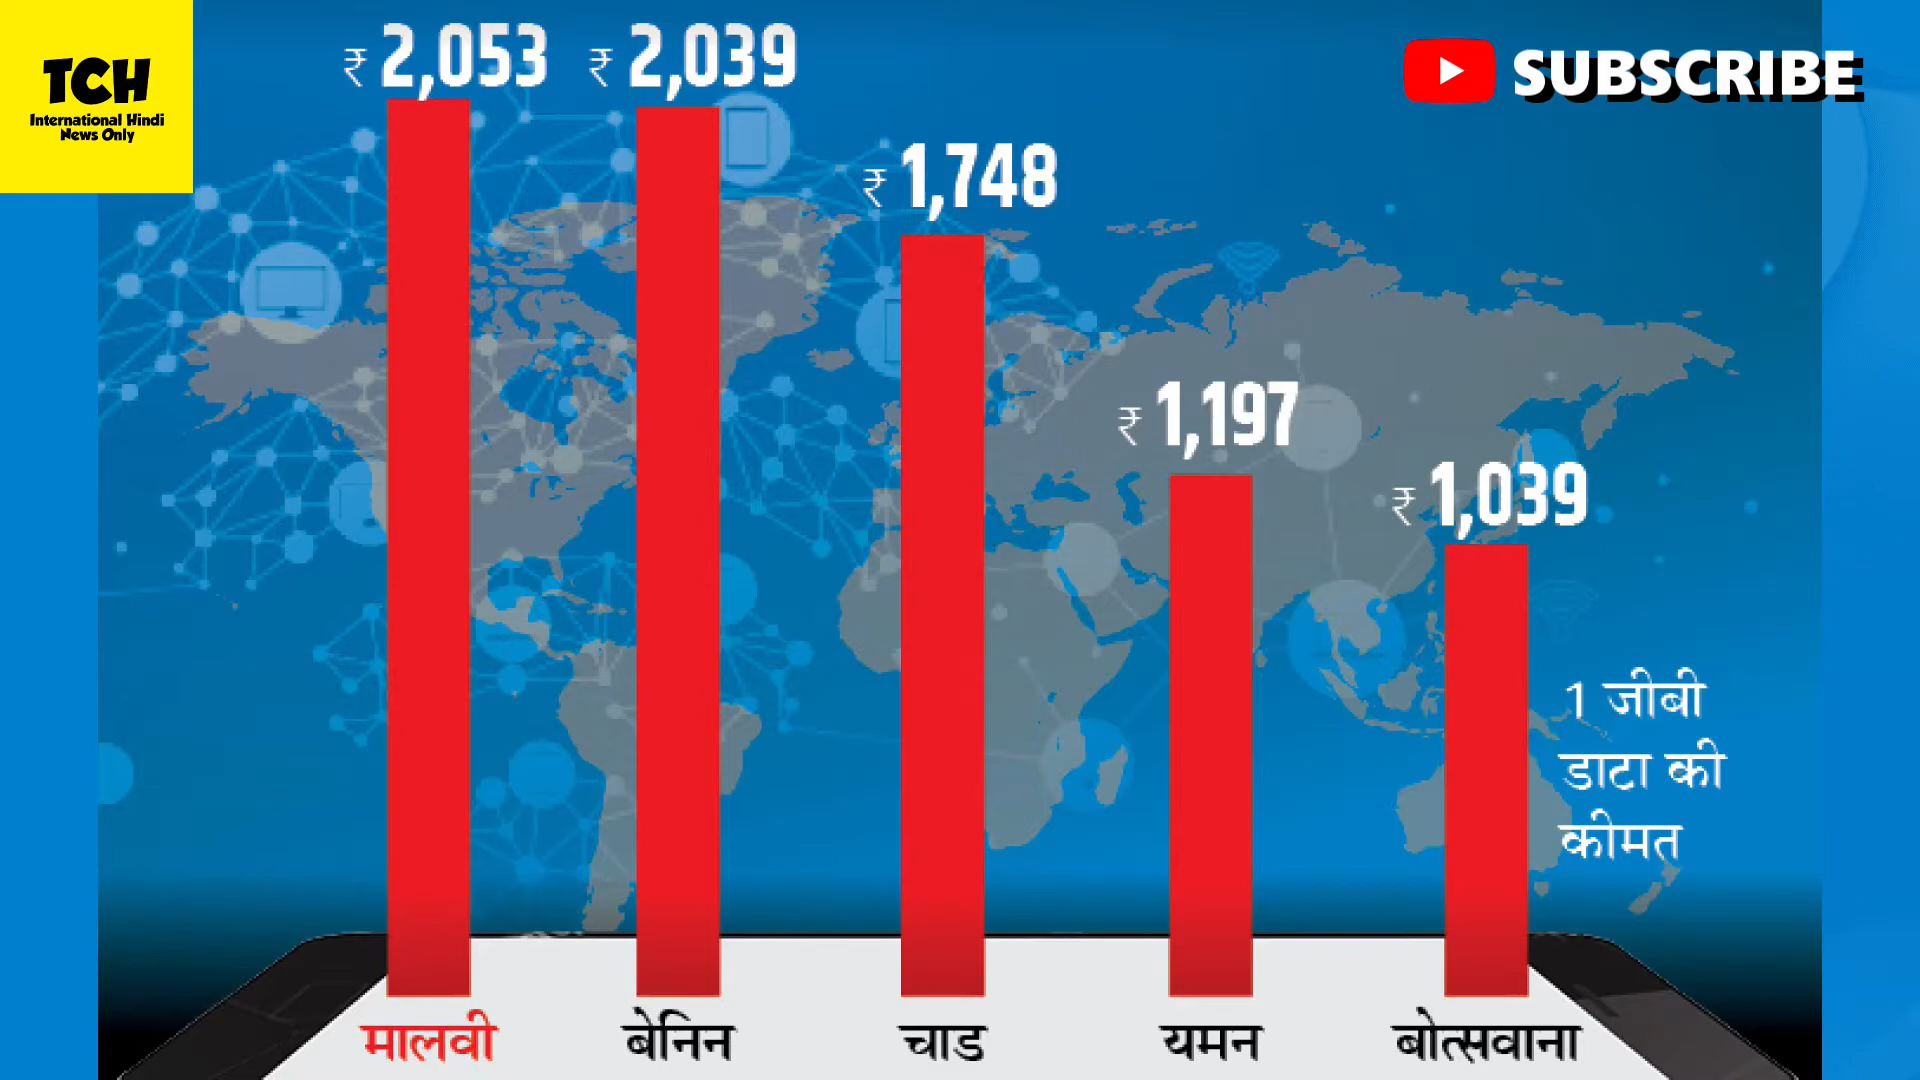 TCH
International Hindi
News Only
₹ 2,053
₹ 2,039
₹ 1,748
₹ 1,197
₹ 1,039
SUBSCRIBE
1 जीबी
डाटा की
कीमत
मालवी
बेनिन
चाड
यमन
बोत्सवाना